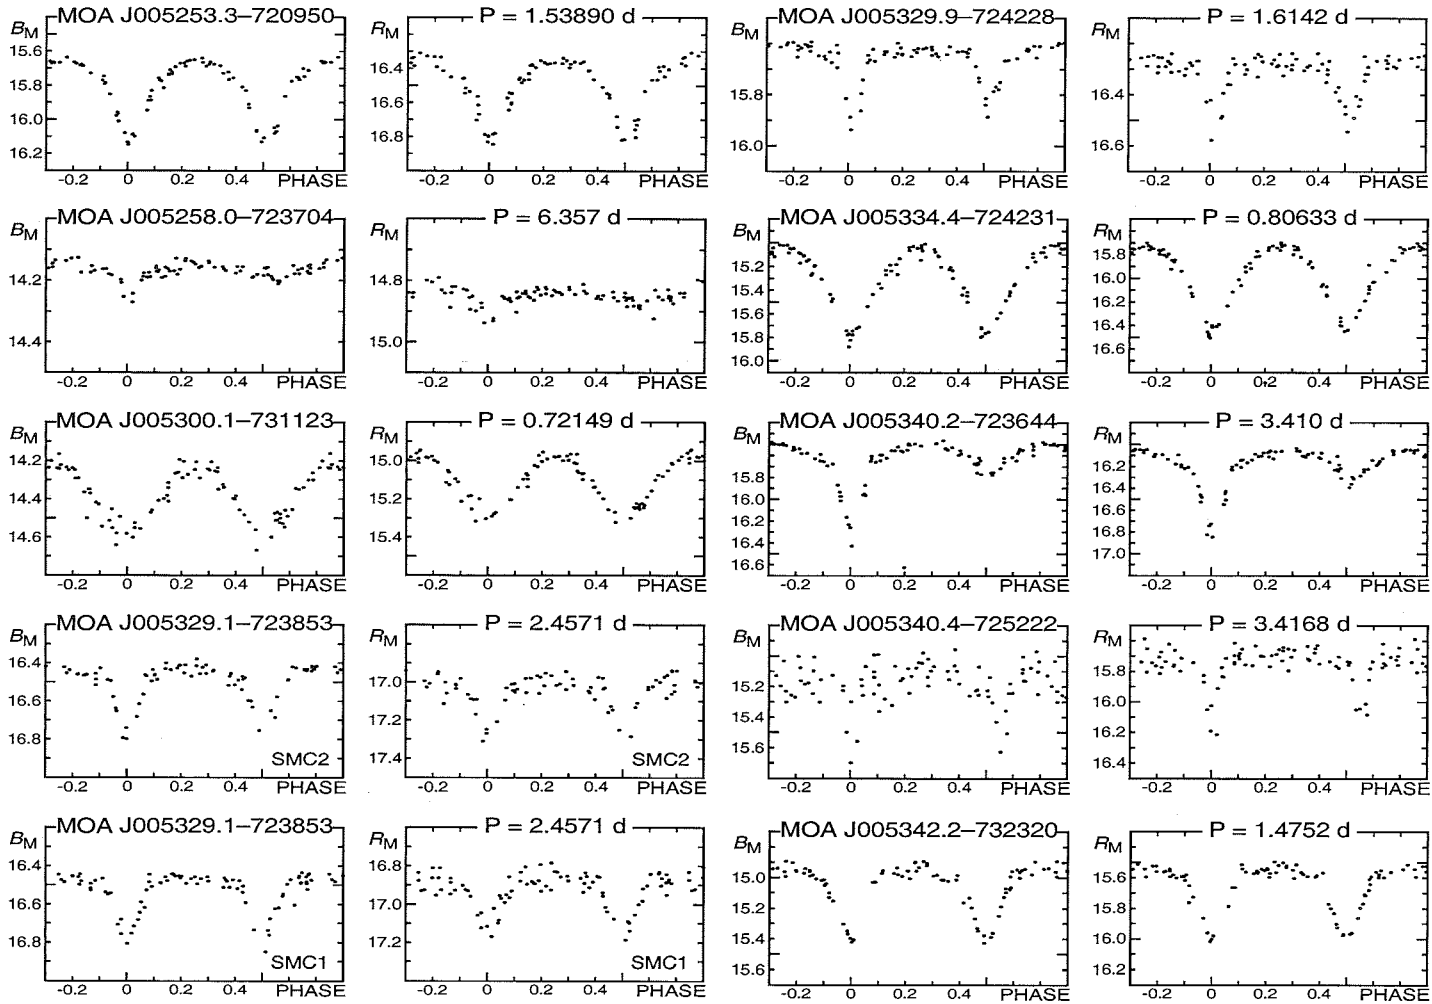 MOA J005253.3–720950
BM
15.6
15.8
16.0
16.2
-0.2 0 0.2 0.4 PHASE
P = 1.53890 d
RM
16.4
16.6
16.8
-0.2 0 0.2 0.4 PHASE
MOA J005329.9–724228
BM
15.8
16.0
-0.2 0 0.2 0.4 PHASE
P = 1.6142 d
RM
16.4
16.6
-0.2 0 0.2 0.4 PHASE
MOA J005258.0–723704
BM
14.2
14.4
-0.2 0 0.2 0.4 PHASE
P = 6.357 d
RM
14.8
15.0
-0.2 0 0.2 0.4 PHASE
MOA J005334.4–724231
BM
15.2
15.4
15.6
15.8
16.0
-0.2 0 0.2 0.4 PHASE
P = 0.80633 d
RM
15.8
16.0
16.2
16.4
16.6
-0.2 0 0.2 0.4 PHASE
MOA J005300.1–731123
BM
14.2
14.4
14.6
-0.2 0 0.2 0.4 PHASE
P = 0.72149 d
RM
15.0
15.2
15.4
-0.2 0 0.2 0.4 PHASE
MOA J005340.2–723644
BM
15.6
15.8
16.0
16.2
16.4
16.6
-0.2 0 0.2 0.4 PHASE
P = 3.410 d
RM
16.2
16.4
16.6
16.8
17.0
-0.2 0 0.2 0.4 PHASE
MOA J005329.1–723853
BM
16.4
16.6
16.8
SMC2
-0.2 0 0.2 0.4 PHASE
P = 2.4571 d
RM
17.0
17.2
17.4
SMC2
-0.2 0 0.2 0.4 PHASE
MOA J005340.4–725222
BM
15.2
15.4
15.6
-0.2 0 0.2 0.4 PHASE
P = 3.4168 d
RM
15.8
16.0
16.2
16.4
-0.2 0 0.2 0.4 PHASE
MOA J005329.1–723853
BM
16.4
16.6
16.8
SMC1
-0.2 0 0.2 0.4 PHASE
P = 2.4571 d
RM
16.8
17.0
17.2
SMC1
-0.2 0 0.2 0.4 PHASE
MOA J005342.2–732320
BM
15.0
15.2
15.4
15.6
-0.2 0 0.2 0.4 PHASE
P = 1.4752 d
RM
15.6
15.8
16.0
16.2
-0.2 0 0.2 0.4 PHASE